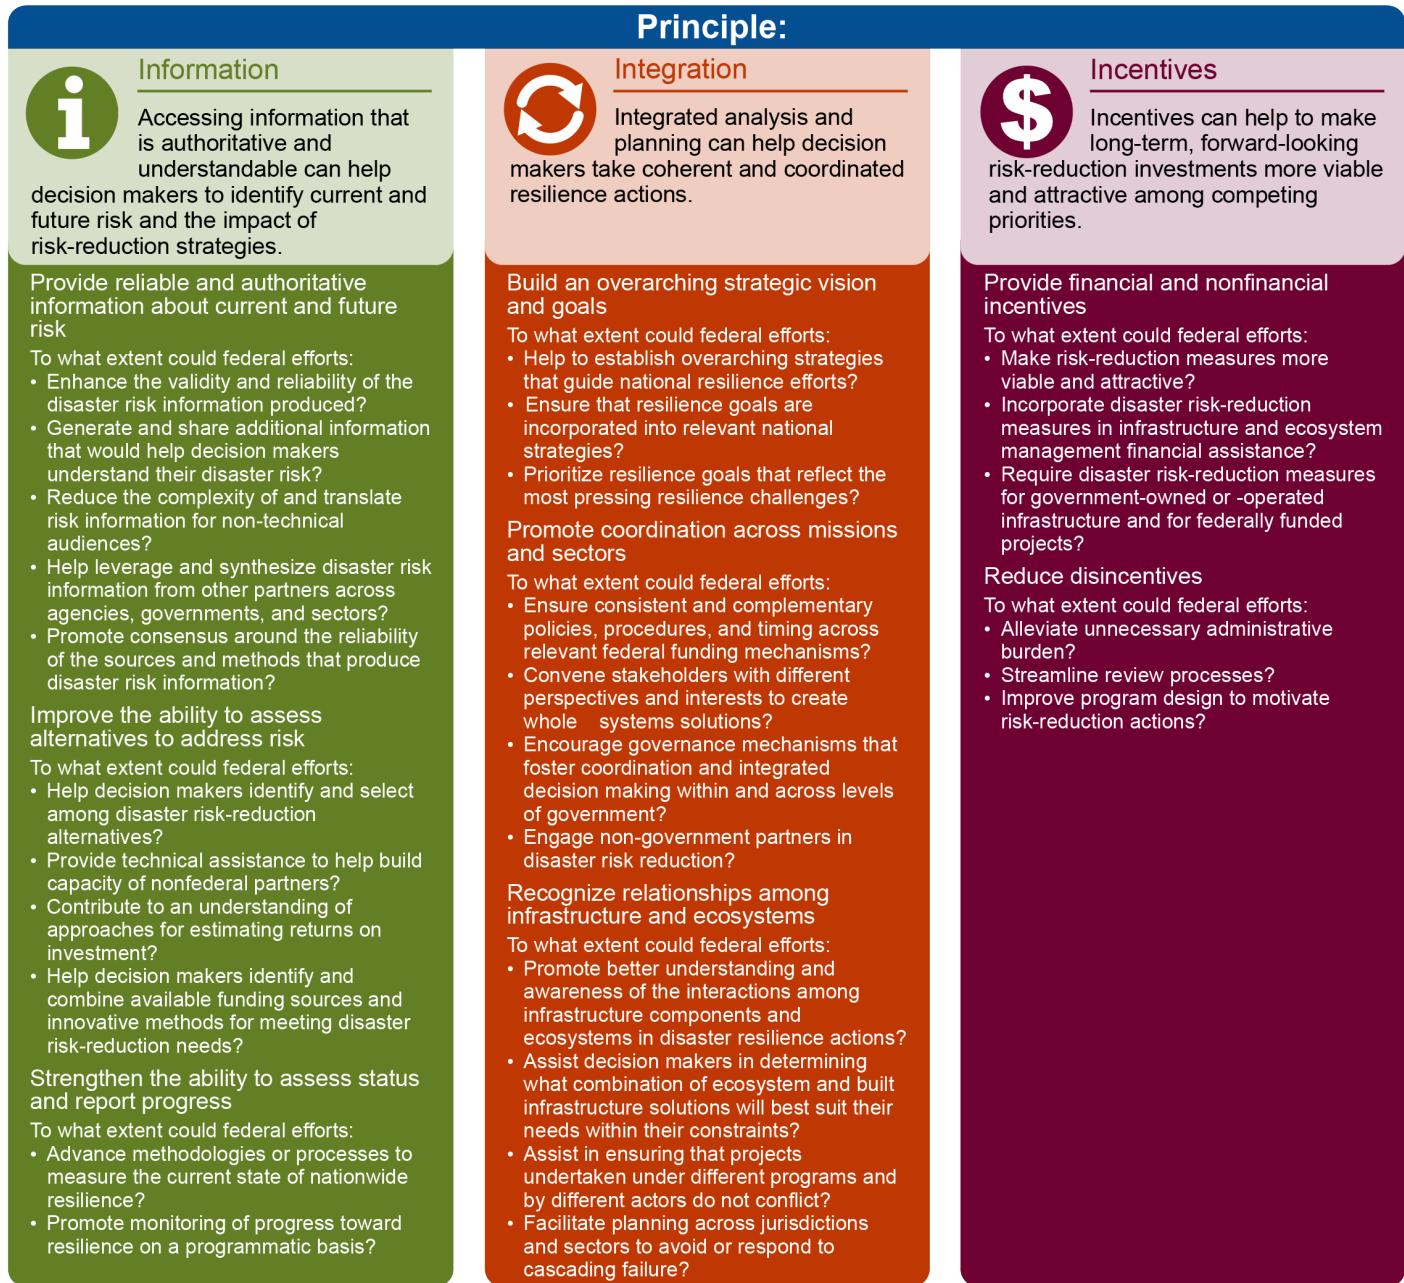 Principle:
Information
Accessing information that
is authoritative and
understandable can help
decision makers to identify current and
future risk and the impact of
risk-reduction strategies.
Provide reliable and authoritative
information about current and future
risk
To what extent could federal efforts:
• Enhance the validity and reliability of the
disaster risk information produced?
• Generate and share additional information
that would help decision makers
understand their disaster risk?
• Reduce the complexity of and translate
risk information for non-technical
audiences?
• Help leverage and synthesize disaster risk
information from other partners across
agencies, governments, and sectors?
• Promote consensus around the reliability
of the sources and methods that produce
disaster risk information?
Improve the ability to assess
alternatives to address risk
To what extent could federal efforts:
• Help decision makers identify and select
among disaster risk-reduction
alternatives?
• Provide technical assistance to help build
capacity of nonfederal partners?
• Contribute to an understanding of
approaches for estimating returns on
investment?
• Help decision makers identify and
combine available funding sources and
innovative methods for meeting disaster
risk-reduction needs?
Strengthen the ability to assess status
and report progress
To what extent could federal efforts:
• Advance methodologies or processes to
measure the current state of nationwide
resilience?
• Promote monitoring of progress toward
resilience on a programmatic basis?
Integration
Integrated analysis and
planning can help decision
makers take coherent and coordinated
resilience actions.
Build an overarching strategic vision
and goals
To what extent could federal efforts:
• Help to establish overarching strategies
that guide national resilience efforts?
• Ensure that resilience goals are
incorporated into relevant national
strategies?
• Prioritize resilience goals that reflect the
most pressing resilience challenges?
Promote coordination across missions
and sectors
To what extent could federal efforts:
• Ensure consistent and complementary
policies, procedures, and timing across
relevant federal funding mechanisms?
• Convene stakeholders with different
perspectives and interests to create
whole systems solutions?
• Encourage governance mechanisms that
foster coordination and integrated
decision making within and across levels
of government?
• Engage non-government partners in
disaster risk reduction?
Recognize relationships among
infrastructure and ecosystems
To what extent could federal efforts:
• Promote better understanding and
awareness of the interactions among
infrastructure components and
ecosystems in disaster resilience actions?
• Assist decision makers in determining
what combination of ecosystem and built
infrastructure solutions will best suit their
needs within their constraints?
• Assist in ensuring that projects
undertaken under different programs and
by different actors do not conflict?
• Facilitate planning across jurisdictions
and sectors to avoid or respond to
cascading failure?
Incentives
Incentives can help to make
long-term, forward-looking
risk-reduction investments more viable
and attractive among competing
priorities.
Provide financial and nonfinancial
incentives
To what extent could federal efforts:
• Make risk-reduction measures more
viable and attractive?
• Incorporate disaster risk-reduction
measures in infrastructure and ecosystem
management financial assistance?
• Require disaster risk-reduction measures
for government-owned or -operated
infrastructure and for federally funded
projects?
Reduce disincentives
To what extent could federal efforts:
• Alleviate unnecessary administrative
burden?
• Streamline review processes?
• Improve program design to motivate
risk-reduction actions?